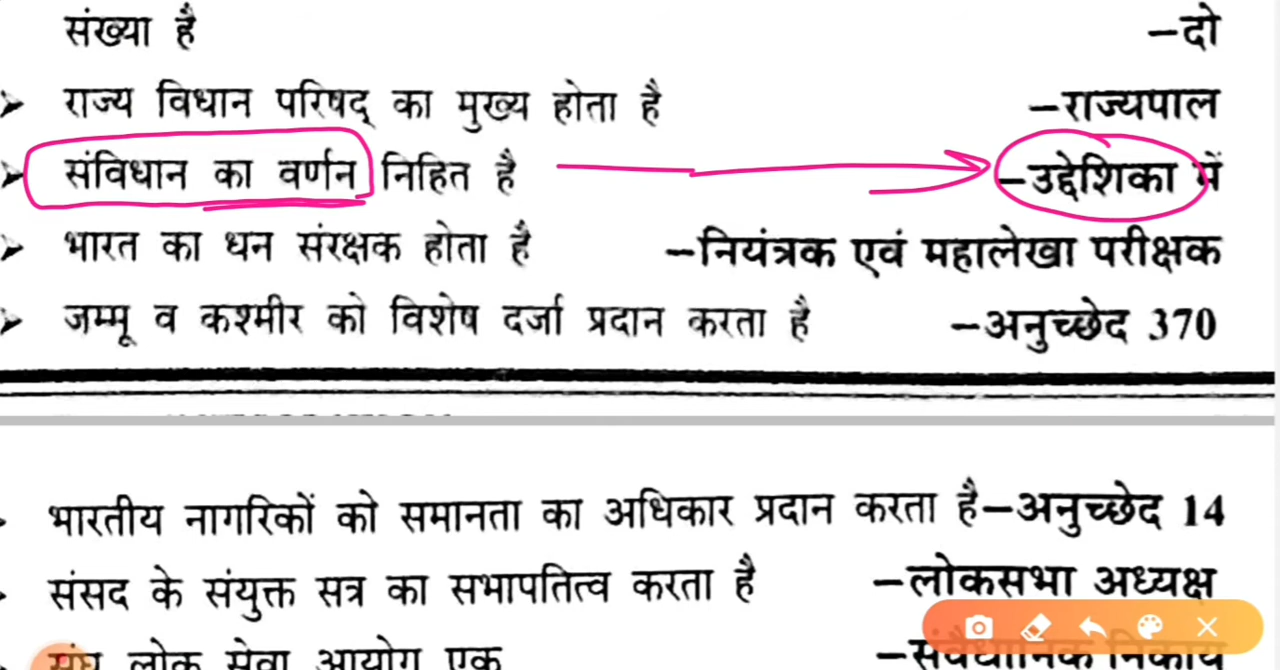 संख्या है –दो
➤ राज्य विधान परिषद् का मुख्य होता है –राज्यपाल
➤ संविधान का वर्णन निहित है –उद्देशिका में
➤ भारत का धन संरक्षक होता है –नियंत्रक एवं महालेखा परीक्षक
➤ जम्मू व कश्मीर को विशेष दर्जा प्रदान करता है –अनुच्छेद 370
भारतीय नागरिकों को समानता का अधिकार प्रदान करता है–अनुच्छेद 14
संसद के संयुक्त सत्र का सभापतित्व करता है –लोकसभा अध्यक्ष
संघ लोक सेवा आयोग एक –संवैधानिक निकाय